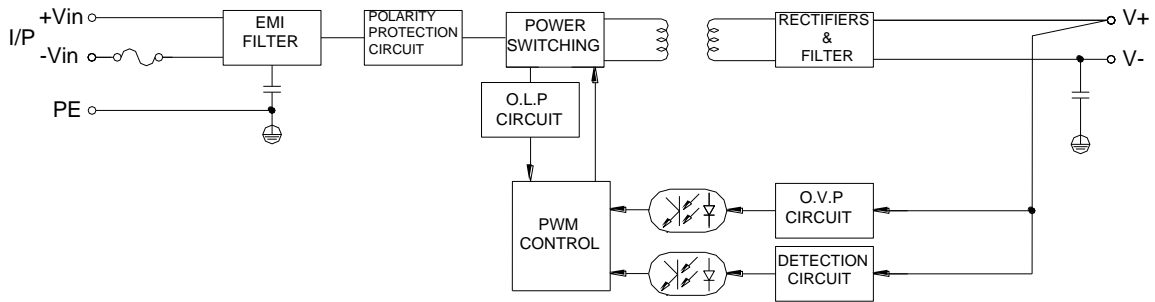 +Vin
I/P
-Vin
PE
EMI
FILTER
POLARITY
PROTECTION
CIRCUIT
POWER
SWITCHING
O.L.P
CIRCUIT
PWM
CONTROL
RECTIFIERS
&
FILTER
V+
V-
O.V.P
CIRCUIT
DETECTION
CIRCUIT